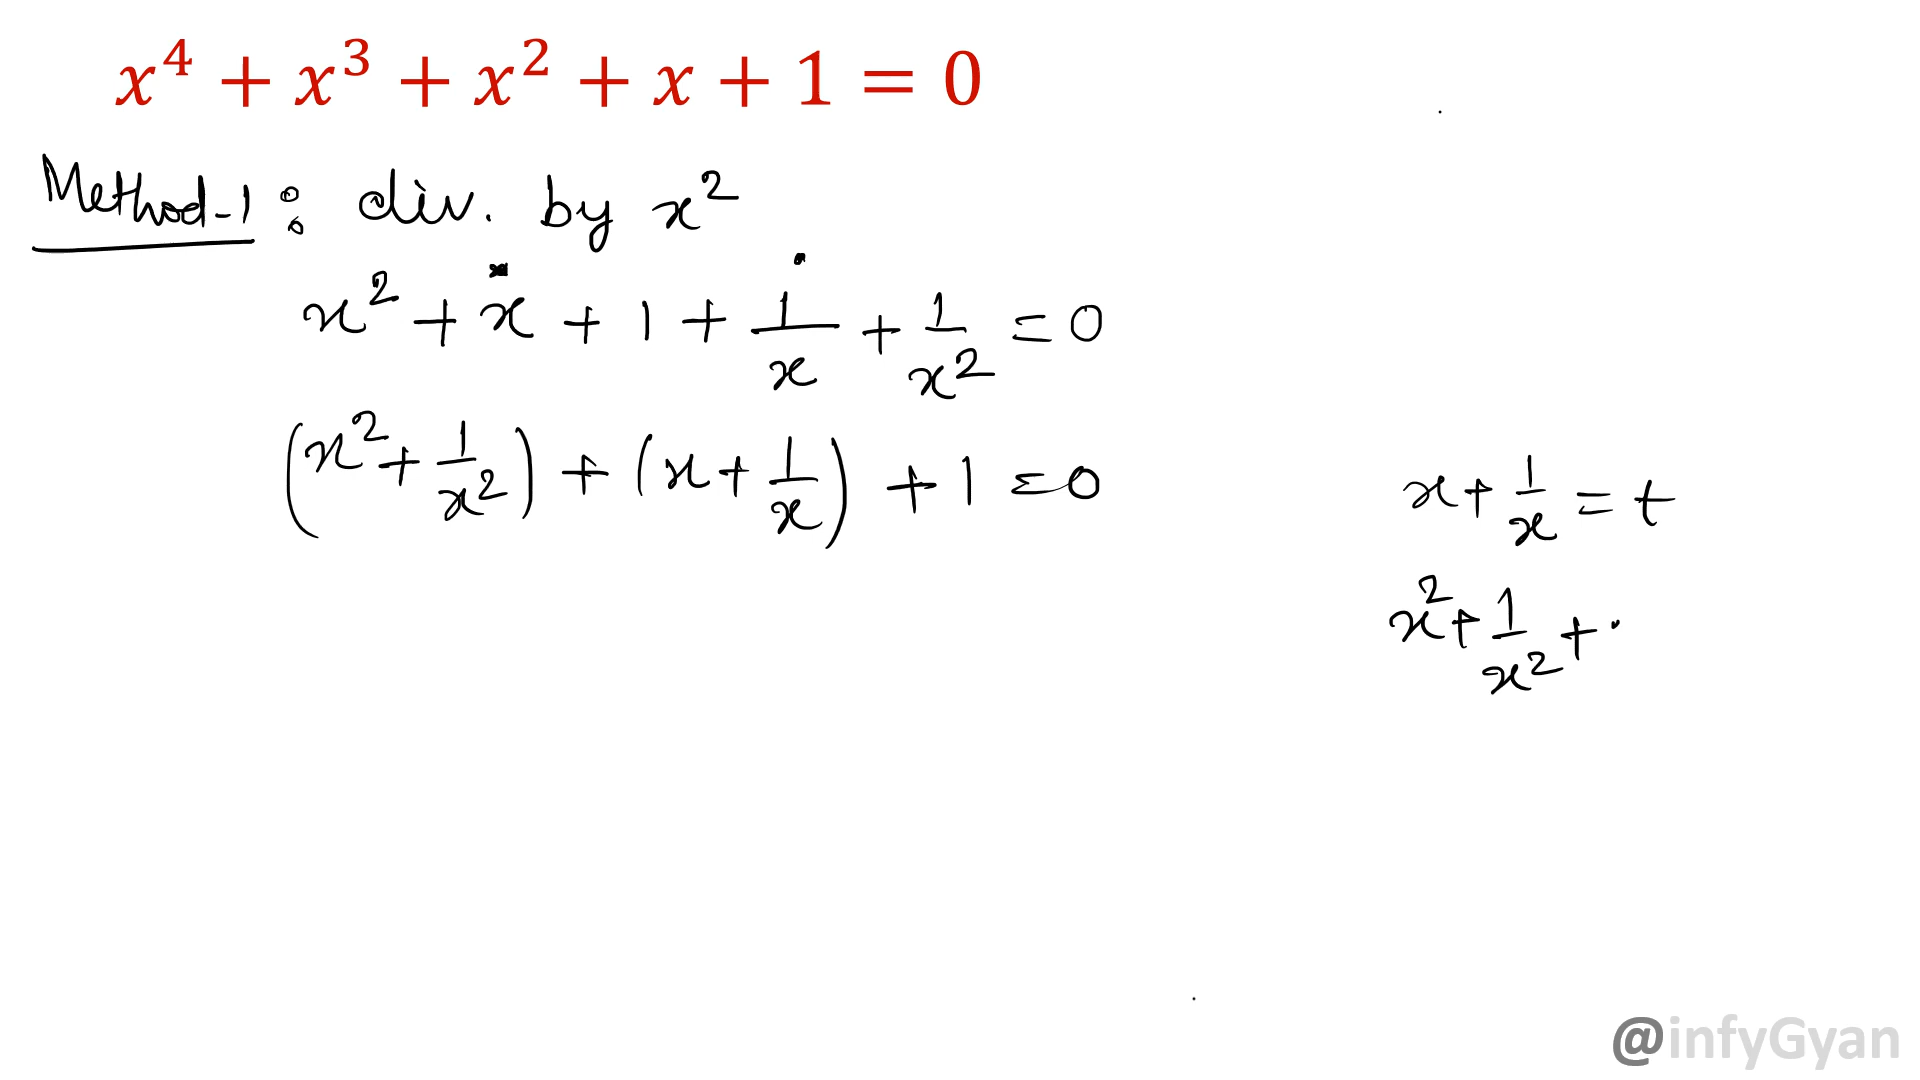 x⁴ + x³ + x² + x + 1 = 0
Method-1 : div. by x²
x² + x + 1 + 1/x + 1/x² = 0
(x² + 1/x²) + (x + 1/x) + 1 = 0
x + 1/x = t
x² + 1/x² +
@infyGyan